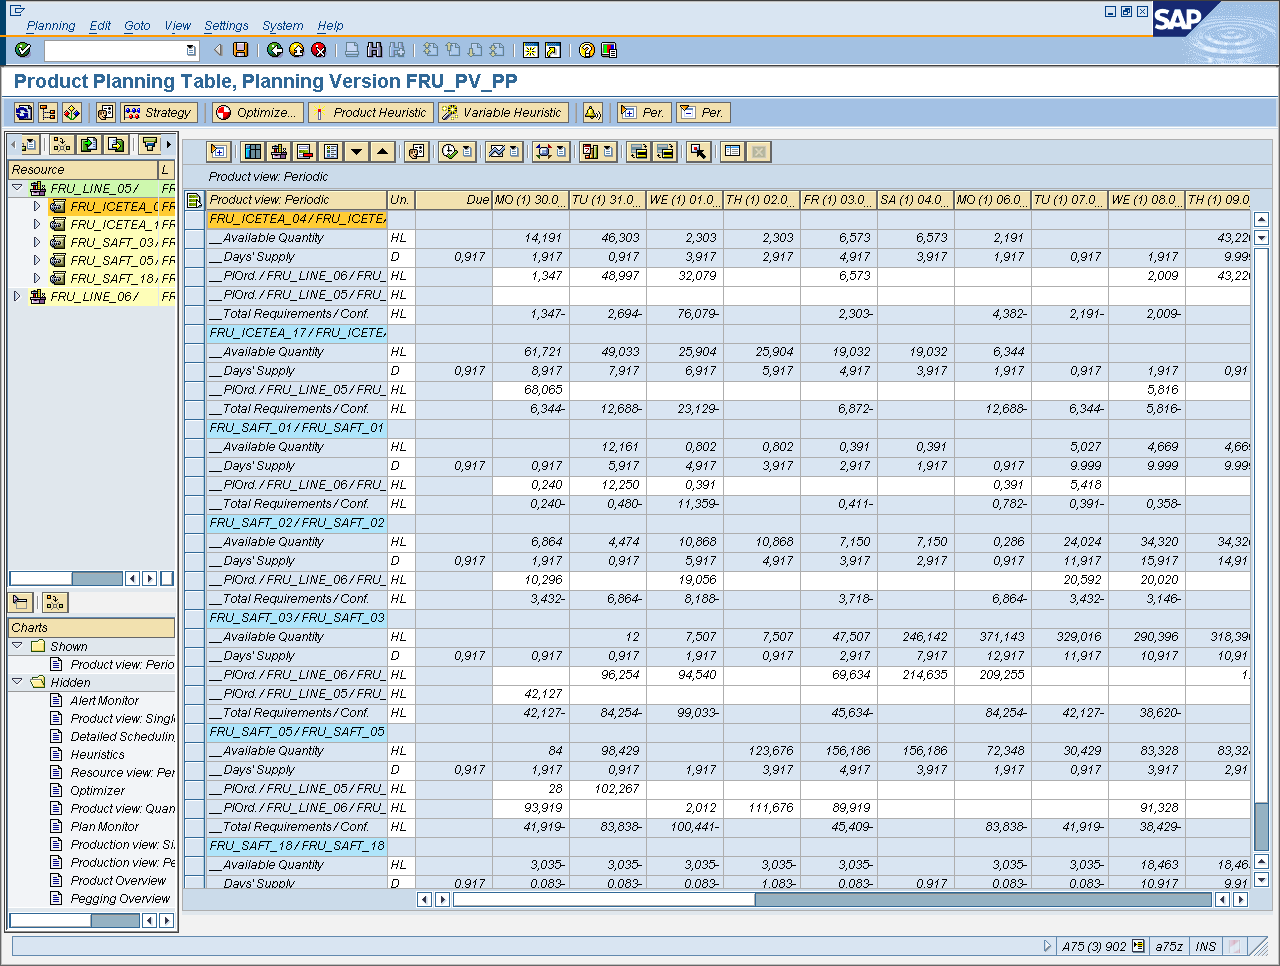 Planning Edit Goto View Settings System Help
SAP
Product Planning Table, Planning Version FRU_PV_PP
Strategy Optimize... Product Heuristic Variable Heuristic Per. Per.
Resource L
FRU_LINE_05 / FR
FRU_ICETEA_0 FR
FRU_ICETEA_1 FR
FRU_SAFT_03 / FR
FRU_SAFT_05 / FR
FRU_SAFT_18 / FR
FRU_LINE_06 / FR
Charts
Shown
Product view: Perio
Hidden
Alert Monitor
Product view: Singl
Detailed Schedulin
Heuristics
Resource view: Per
Optimizer
Product view: Quan
Plan Monitor
Production view: Si
Production view: Pe
Product Overview
Pegging Overview
Product view: Periodic
Product view: Periodic Un. Due MO (1) 30.0... TU (1) 31.0... WE (1) 01.0... TH (1) 02.0... FR (1) 03.0... SA (1) 04.0... MO (1) 06.0... TU (1) 07.0... WE (1) 08.0... TH (1) 09.0
FRU_ICETEA_04 / FRU_ICETEA
__Available Quantity HL 14,191 46,303 2,303 2,303 6,573 6,573 2,191 43,220
__Days' Supply D 0,917 1,917 0,917 3,917 2,917 4,917 3,917 1,917 0,917 1,917 9.999
__PlOrd. / FRU_LINE_06 / FRU_ HL 1,347 48,997 32,079 6,573 2,009 43,220
__PlOrd. / FRU_LINE_05 / FRU_ HL
__Total Requirements / Conf. HL 1,347- 2,694- 76,079- 2,303- 4,382- 2,191- 2,009-
FRU_ICETEA_17 / FRU_ICETEA
__Available Quantity HL 61,721 49,033 25,904 25,904 19,032 19,032 6,344
__Days' Supply D 0,917 8,917 7,917 6,917 5,917 4,917 3,917 1,917 0,917 1,917 0,91
__PlOrd. / FRU_LINE_05 / FRU_ HL 68,065 5,816
__Total Requirements / Conf. HL 6,344- 12,688- 23,129- 6,872- 12,688- 6,344- 5,816-
FRU_SAFT_01 / FRU_SAFT_01
__Available Quantity HL 12,161 0,802 0,802 0,391 0,391 5,027 4,669 4,669
__Days' Supply D 0,917 0,917 5,917 4,917 3,917 2,917 1,917 0,917 9.999 9.999 9.999
__PlOrd. / FRU_LINE_06 / FRU_ HL 0,240 12,250 0,391 0,391 5,418
__Total Requirements / Conf. HL 0,240- 0,480- 11,359- 0,411- 0,782- 0,391- 0,358-
FRU_SAFT_02 / FRU_SAFT_02
__Available Quantity HL 6,864 4,474 10,868 10,868 7,150 7,150 0,286 24,024 34,320 34,320
__Days' Supply D 0,917 1,917 0,917 5,917 4,917 3,917 2,917 0,917 11,917 15,917 14,91
__PlOrd. / FRU_LINE_06 / FRU_ HL 10,296 19,056 20,592 20,020
__Total Requirements / Conf. HL 3,432- 6,864- 8,188- 3,718- 6,864- 3,432- 3,146-
FRU_SAFT_03 / FRU_SAFT_03
__Available Quantity HL 12 7,507 7,507 47,507 246,142 371,143 329,016 290,396 318,396
__Days' Supply D 0,917 0,917 0,917 1,917 0,917 2,917 7,917 12,917 11,917 10,917 10,91
__PlOrd. / FRU_LINE_06 / FRU_ HL 96,254 94,540 69,634 214,635 209,255 1.
__PlOrd. / FRU_LINE_05 / FRU_ HL 42,127
__Total Requirements / Conf. HL 42,127- 84,254- 99,033- 45,634- 84,254- 42,127- 38,620-
FRU_SAFT_05 / FRU_SAFT_05
__Available Quantity HL 84 98,429 123,676 156,186 156,186 72,348 30,429 83,328 83,328
__Days' Supply D 0,917 1,917 0,917 1,917 3,917 4,917 3,917 1,917 0,917 3,917 2,91
__PlOrd. / FRU_LINE_05 / FRU_ HL 28 102,267
__PlOrd. / FRU_LINE_06 / FRU_ HL 93,919 2,012 111,676 89,919 91,328
__Total Requirements / Conf. HL 41,919- 83,838- 100,441- 45,409- 83,838- 41,919- 38,429-
FRU_SAFT_18 / FRU_SAFT_18
__Available Quantity HL 3,035- 3,035- 3,035- 3,035- 3,035- 3,035- 3,035- 18,463 18,46
Days' Supply D 0,917 0,083- 0,083- 0,083- 1,083- 0,083- 0,917 0,083- 0,083- 10,917 9,91
A75 (3) 902 a75z INS